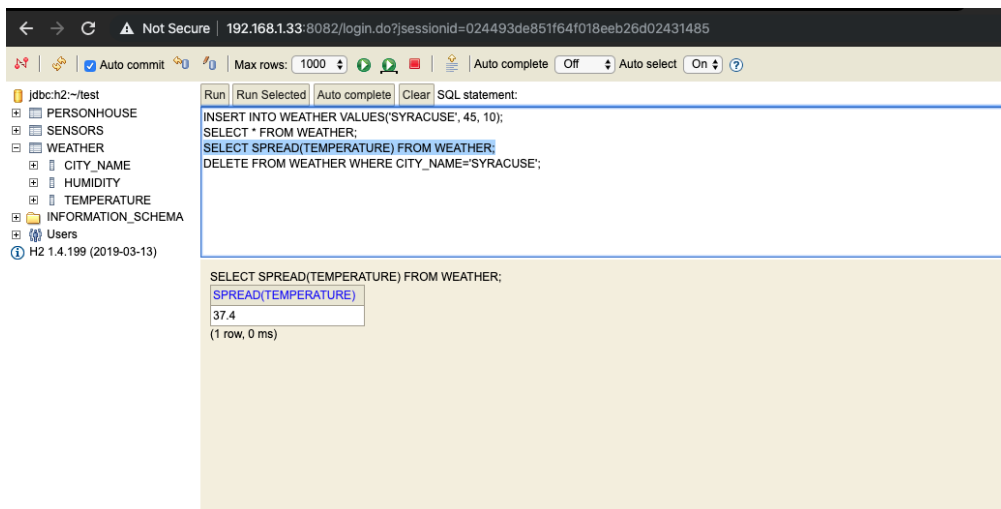 Not Secure | 192.168.1.33:8082/login.do?jsessionid=024493de851f64f018eeb26d02431485
Auto commit Max rows: 1000 Auto complete Off Auto select On ?
jdbc:h2:~/test
PERSONHOUSE
SENSORS
WEATHER
CITY_NAME
HUMIDITY
TEMPERATURE
INFORMATION_SCHEMA
Users
H2 1.4.199 (2019-03-13)
Run Run Selected Auto complete Clear SQL statement:
INSERT INTO WEATHER VALUES('SYRACUSE', 45, 10);
SELECT * FROM WEATHER;
SELECT SPREAD(TEMPERATURE) FROM WEATHER;
DELETE FROM WEATHER WHERE CITY_NAME='SYRACUSE';
SELECT SPREAD(TEMPERATURE) FROM WEATHER;
SPREAD(TEMPERATURE)
37.4
(1 row, 0 ms)